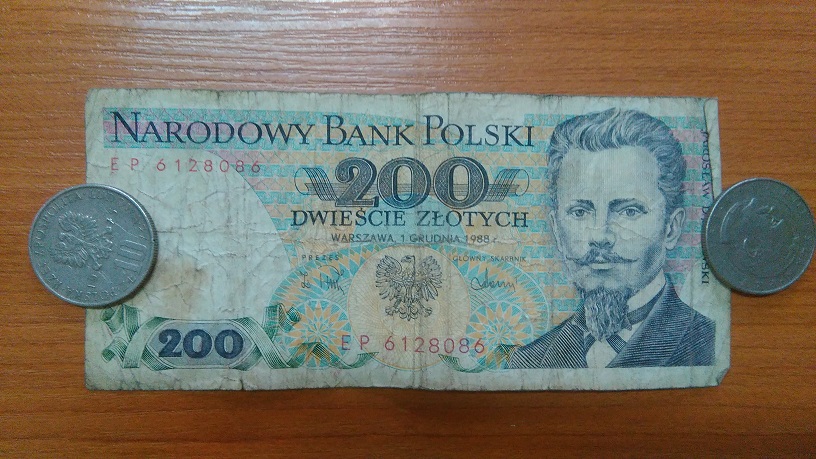 NARODOWY BANK POLSKI
EP 6128086
200
DWIEŚCIE ZŁOTYCH
WARSZAWA, 1 GRUDNIA 1988 r.
PREZES
GŁÓWNY SKARBNIK
200
EP 6128086